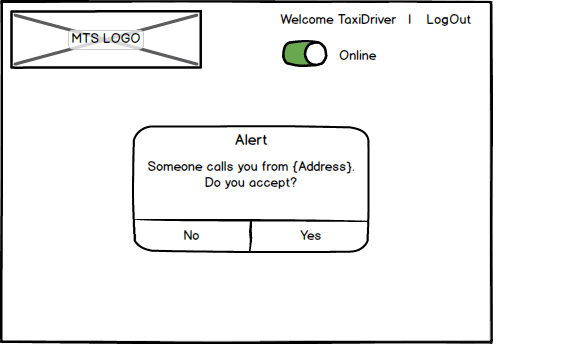 MTS LOGO
Welcome TaxiDriver | LogOut
Online
Alert
Someone calls you from {Address}.
Do you accept?
No
Yes